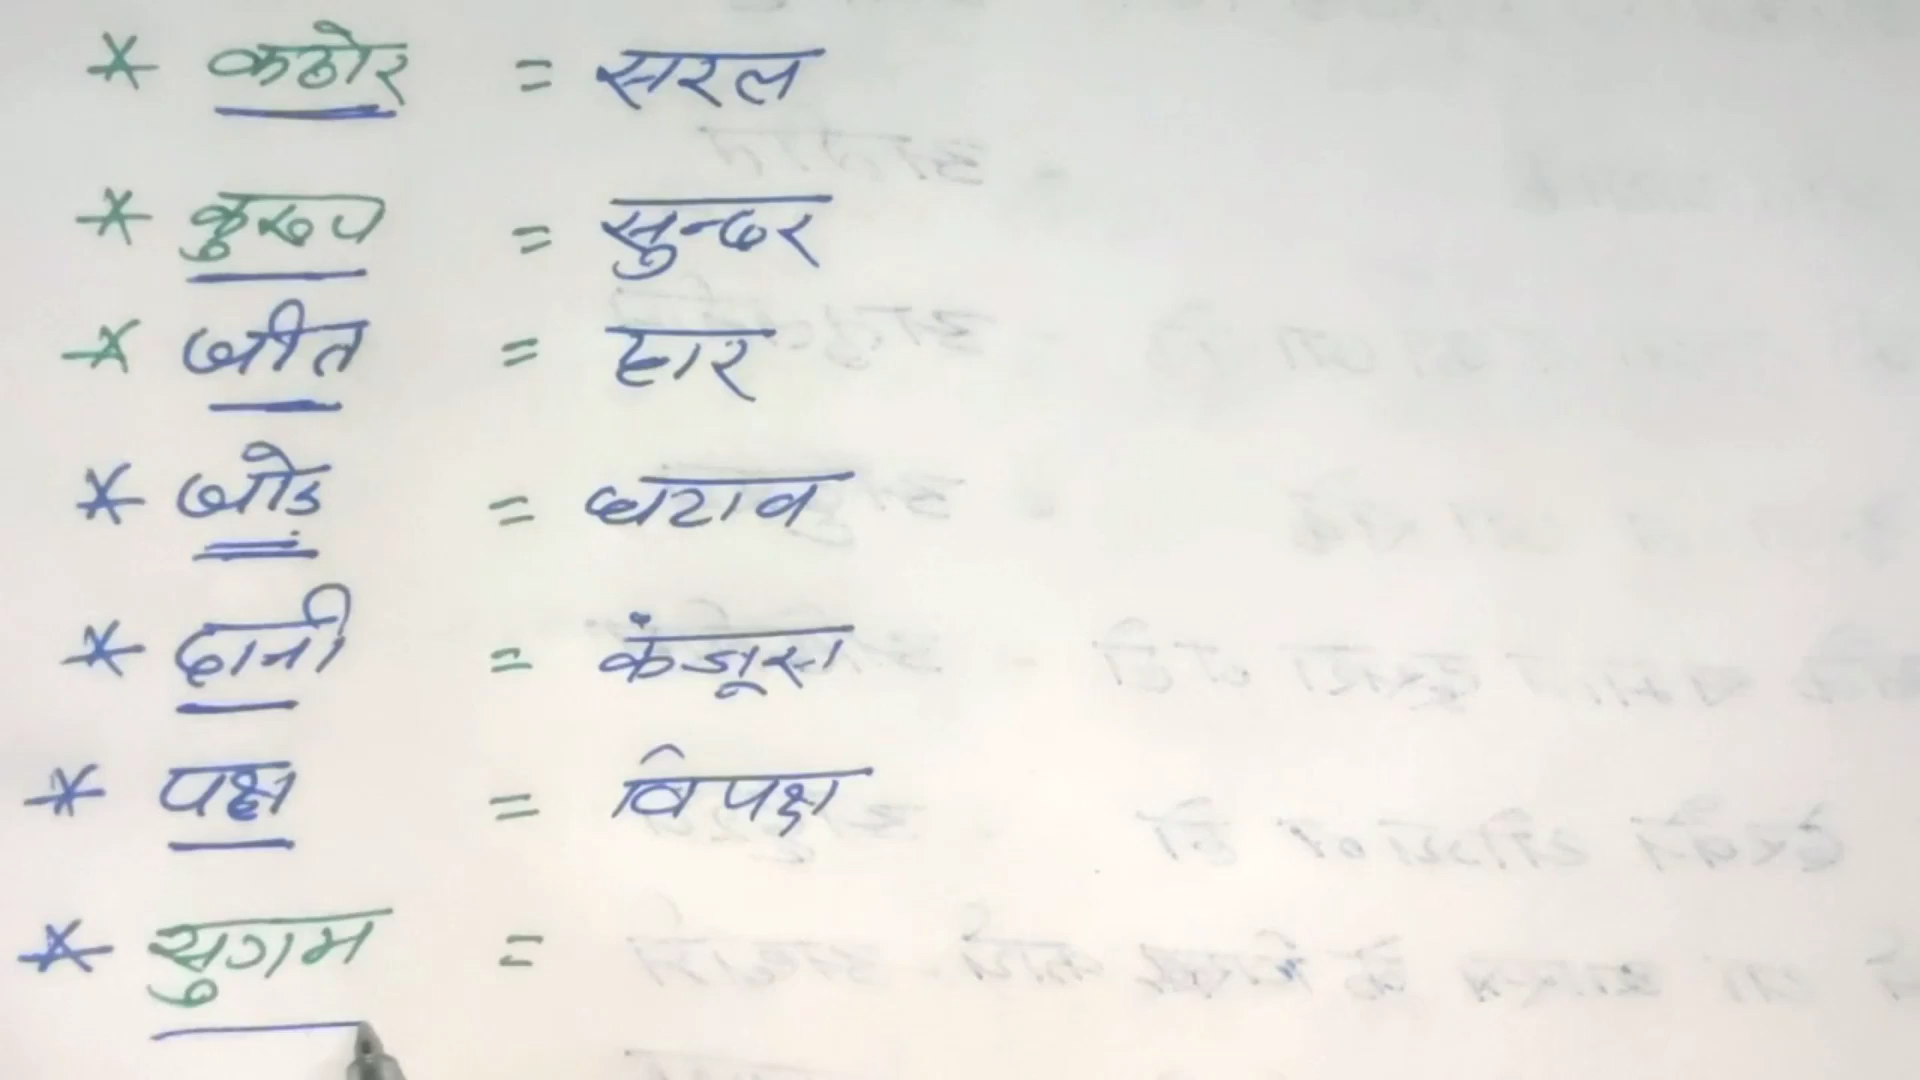 * कठोर = सरल
* कुरूप = सुन्दर
* जीत = हार
* जोड = घटाव
* दानी = कंजूस
* पक्ष = विपक्ष
* सुगम =